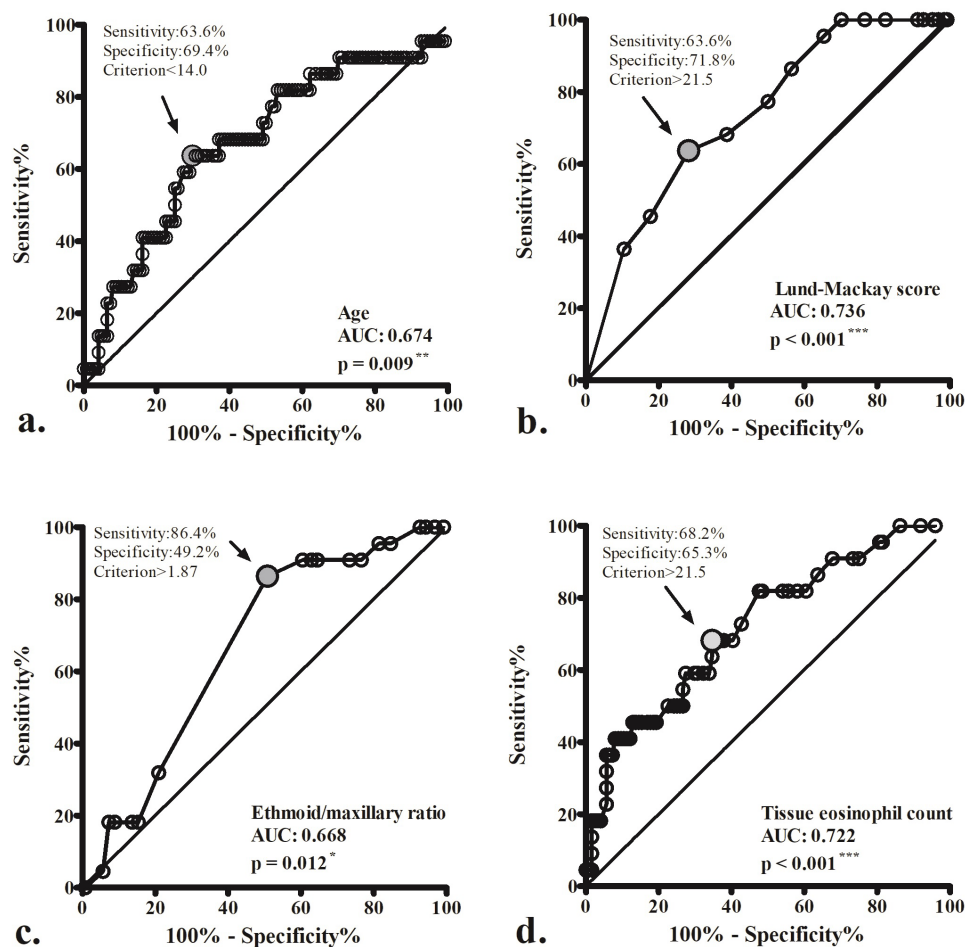 Sensitivity:63.6%
Specificity:69.4%
Criterion<14.0
Sensitivity%
100
80
60
40
20
0
Age
AUC: 0.674
p = 0.009**
0 20 40 60 80 100
100% - Specificity%
a.
Sensitivity:63.6%
Specificity:71.8%
Criterion>21.5
Sensitivity%
100
80
60
40
20
0
Lund-Mackay score
AUC: 0.736
p < 0.001***
0 20 40 60 80 100
100% - Specificity%
b.
Sensitivity:86.4%
Specificity:49.2%
Criterion>1.87
Sensitivity%
100
80
60
40
20
0
Ethmoid/maxillary ratio
AUC: 0.668
p = 0.012*
0 20 40 60 80 100
100% - Specificity%
c.
Sensitivity:68.2%
Specificity:65.3%
Criterion>21.5
Sensitivity%
100
80
60
40
20
0
Tissue eosinophil count
AUC: 0.722
p < 0.001***
0 20 40 60 80 100
100% - Specificity%
d.